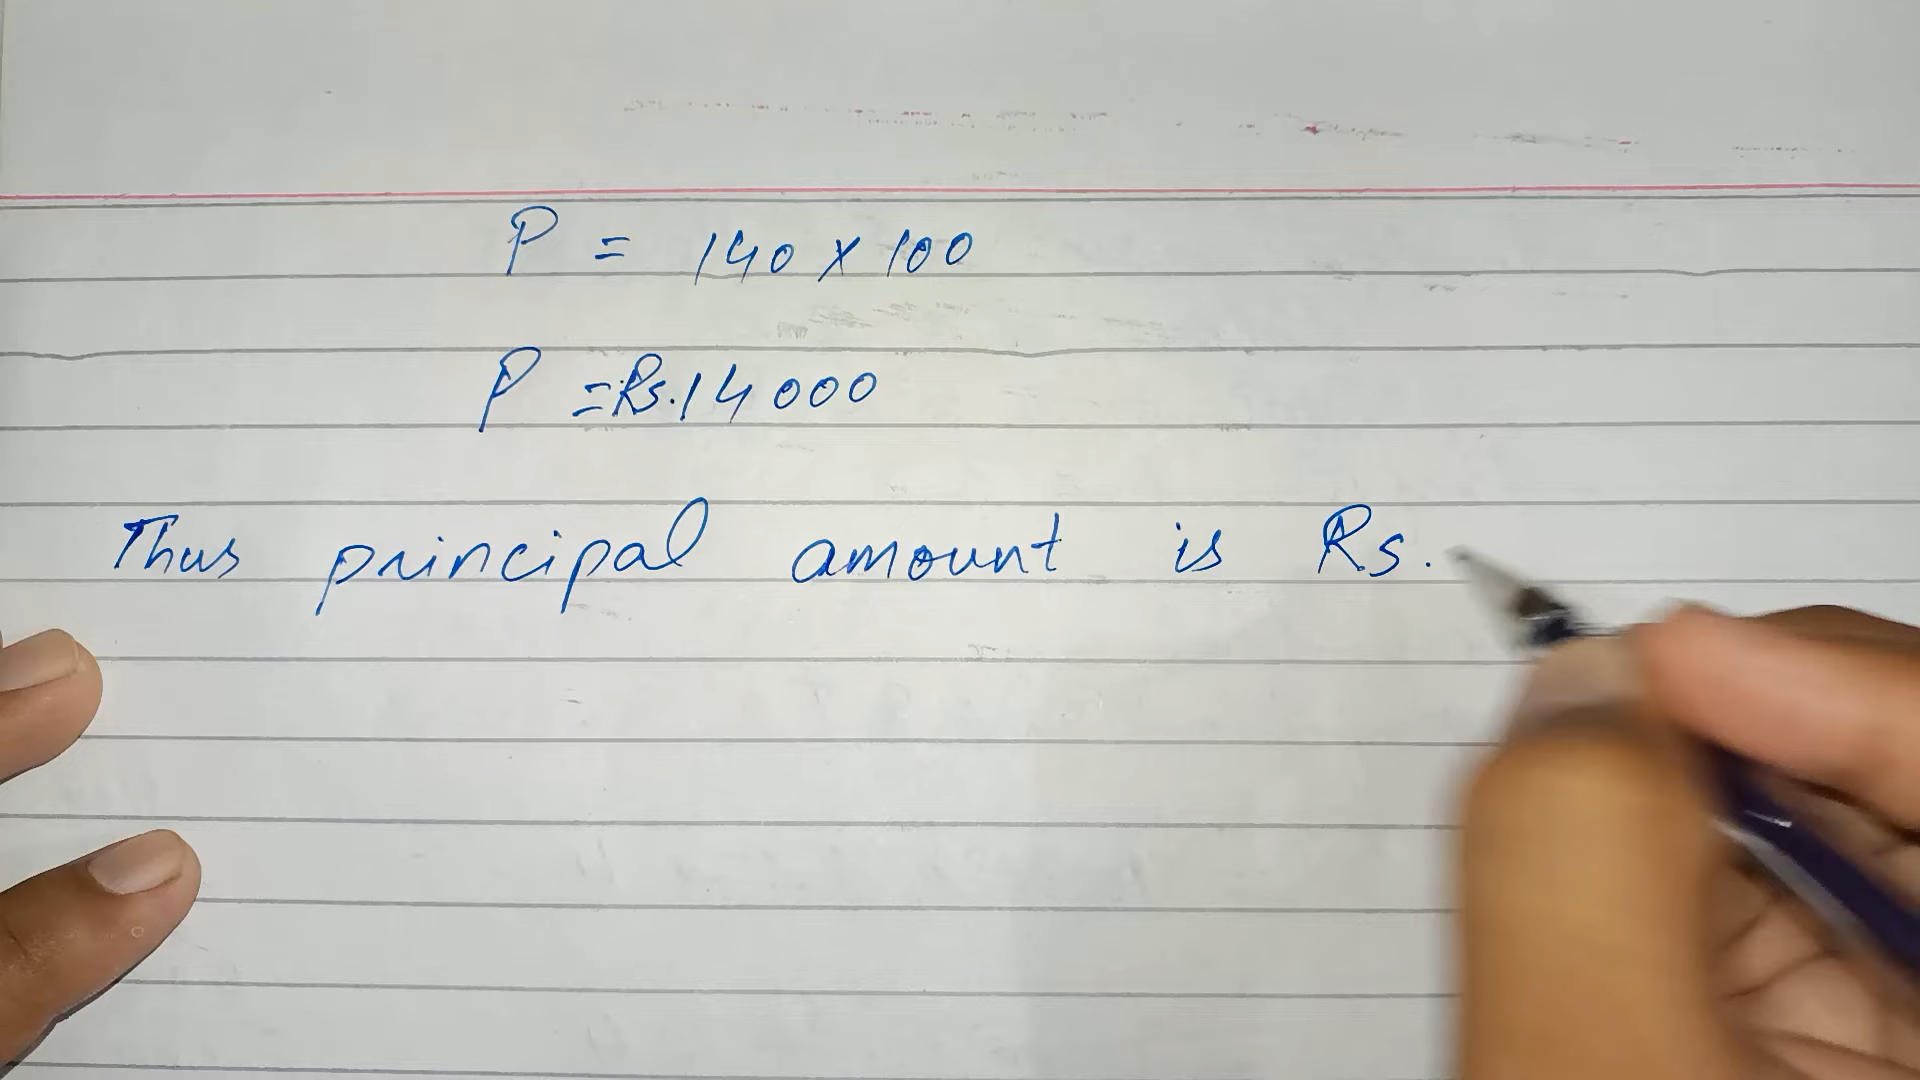 P = 140 x 100
P = Rs. 14000
Thus principal amount is Rs.